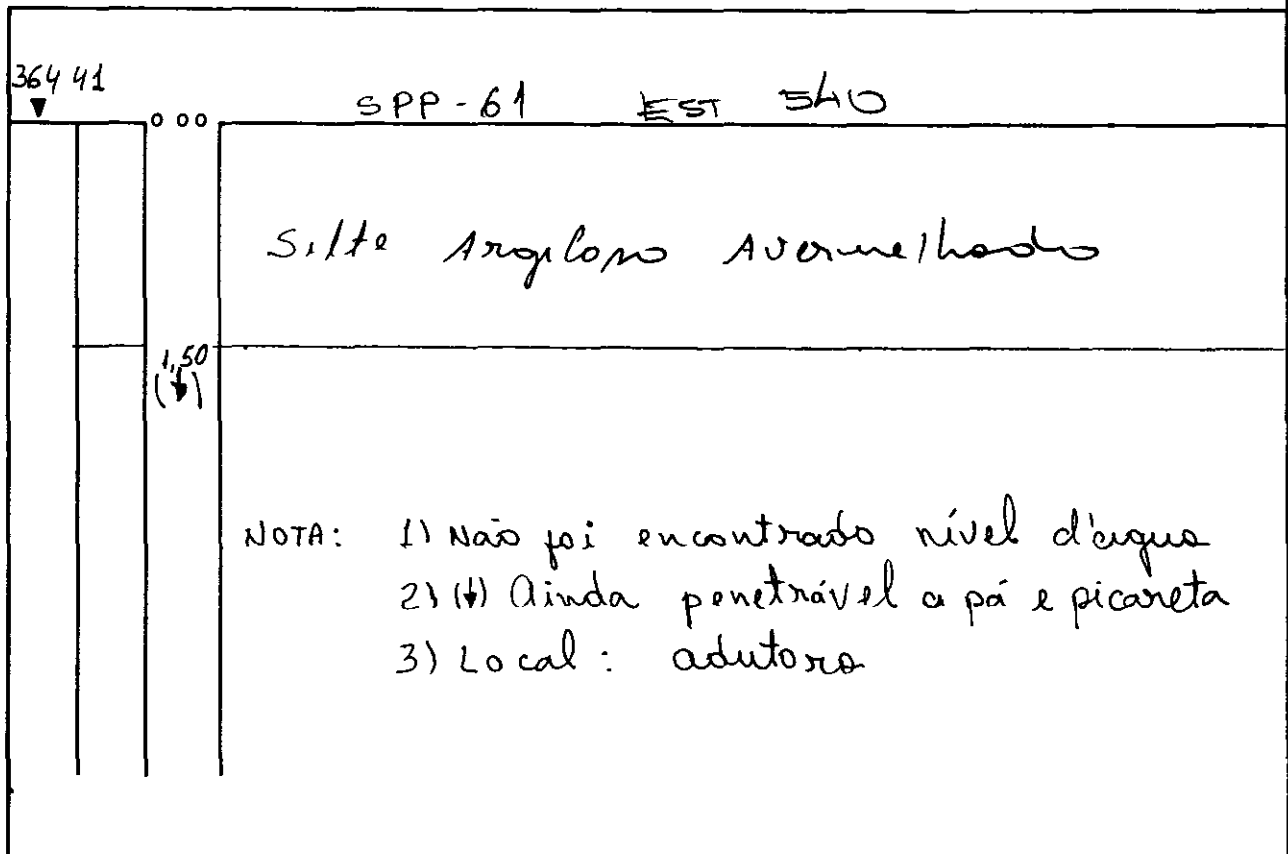 364 41
SPP-61 EST 540
0 00
Silte Argiloso Avermelhado
1,50
(↓)
NOTA: 1) Não foi encontrado nível d'água
2) (↓) Ainda penetrável a pá e picareta
3) Local: adutora